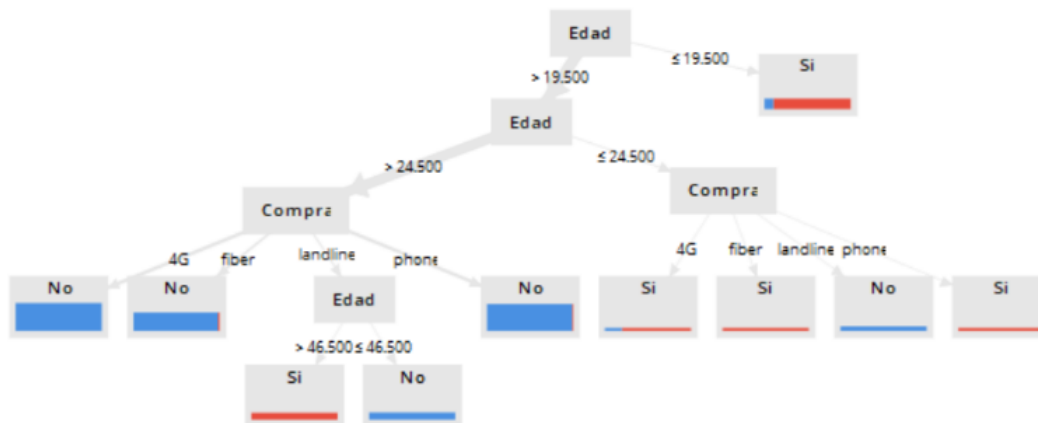 Edad
≤ 19.500
> 19.500
Si
Edad
> 24.500
≤ 24.500
Compra
Compra
4G
fiber
landline
phone
4G
fiber
landline
phone
No
No
Edad
No
Si
Si
No
Si
> 46.500
≤ 46.500
Si
No